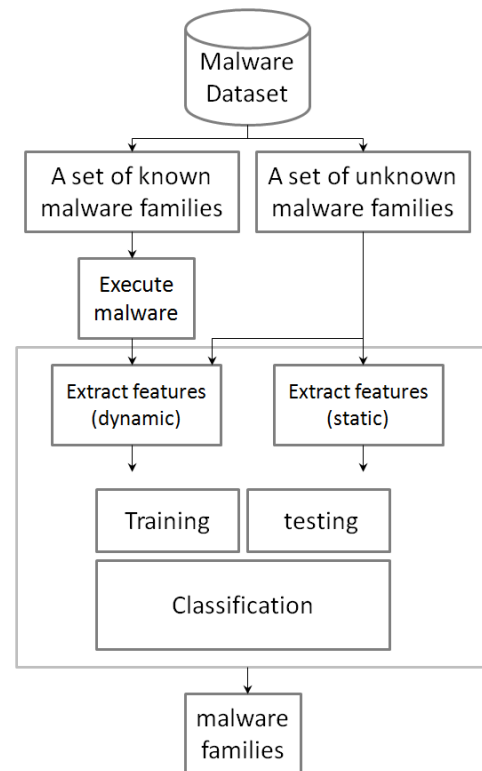 Malware
Dataset
A set of known
malware families
A set of unknown
malware families
Execute
malware
Extract features
(dynamic)
Extract features
(static)
Training
testing
Classification
malware
families